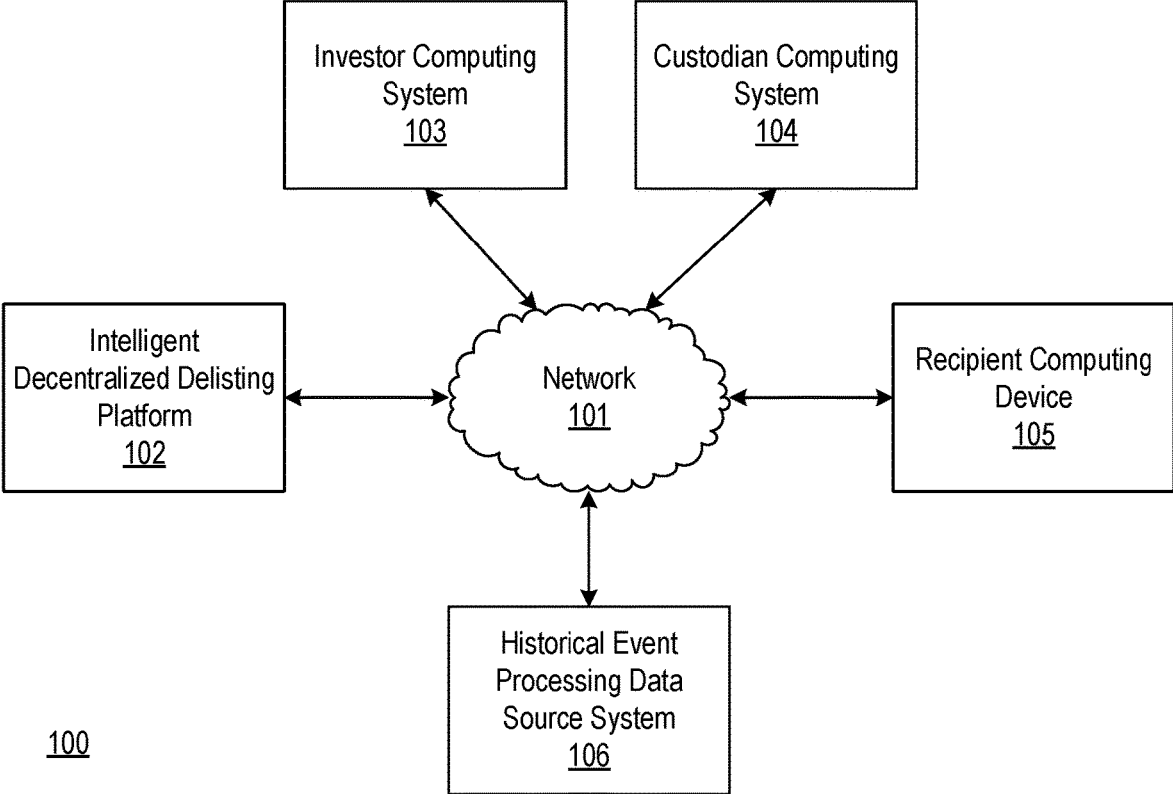 Investor Computing
System
103
Custodian Computing
System
104
Intelligent
Decentralized Delisting
Platform
102
Network
101
Recipient Computing
Device
105
Historical Event
Processing Data
Source System
106
100